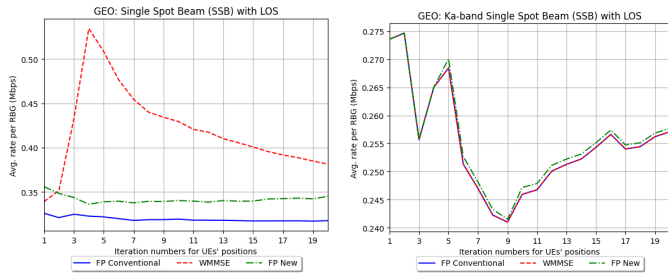 GEO: Single Spot Beam (SSB) with LOS
Avg. rate per RBG (Mbps)
0.50
0.45
0.40
0.35
1 3 5 7 9 11 13 15 17 19
Iteration numbers for UEs' positions
FP Conventional WMMSE FP New
GEO: Ka-band Single Spot Beam (SSB) with LOS
Avg. rate per RBG (Mbps)
0.275
0.270
0.265
0.260
0.255
0.250
0.245
0.240
1 3 5 7 9 11 13 15 17 19
Iteration numbers for UEs' positions
FP Conventional WMMSE FP New